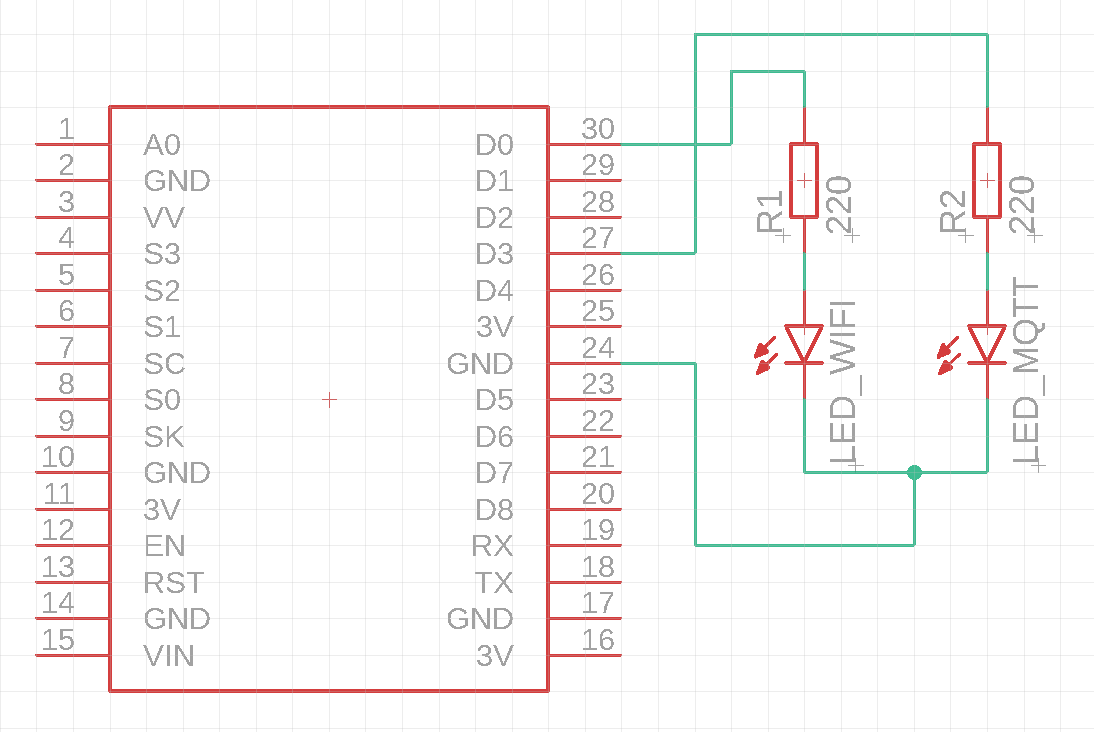 1 A0 D0 30
2 GND D1 29
3 VV D2 28
4 S3 D3 27
5 S2 D4 26
6 S1 3V 25
7 SC GND 24
8 S0 D5 23
9 SK D6 22
10 GND D7 21
11 3V D8 20
12 EN RX 19
13 RST TX 18
14 GND GND 17
15 VIN 3V 16
R1
220
R2
220
LED_WIFI
LED_MQTT